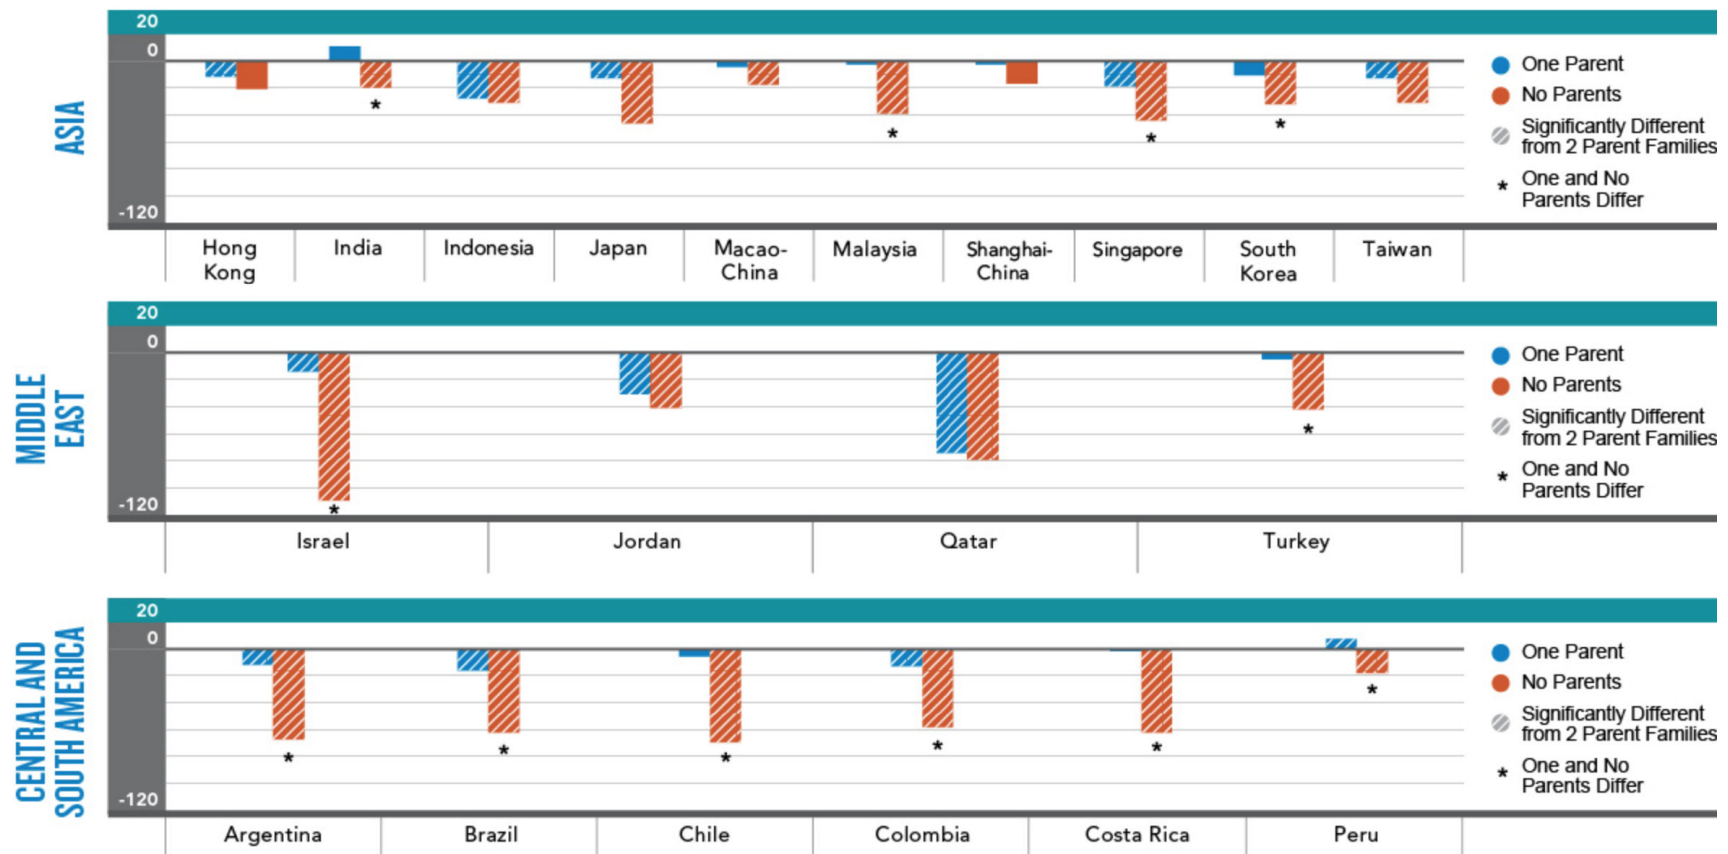 20
0
ASIA
-120
One Parent
No Parents
Significantly Different
from 2 Parent Families
* One and No
Parents Differ
*
*
*
*
Hong
Kong
India
Indonesia
Japan
Macao-
China
Malaysia
Shanghai-
China
Singapore
South
Korea
Taiwan
20
0
MIDDLE
EAST
-120
One Parent
No Parents
Significantly Different
from 2 Parent Families
* One and No
Parents Differ
*
*
Israel
Jordan
Qatar
Turkey
20
0
CENTRAL AND
SOUTH AMERICA
-120
One Parent
No Parents
Significantly Different
from 2 Parent Families
* One and No
Parents Differ
*
*
*
*
*
*
Argentina
Brazil
Chile
Colombia
Costa Rica
Peru